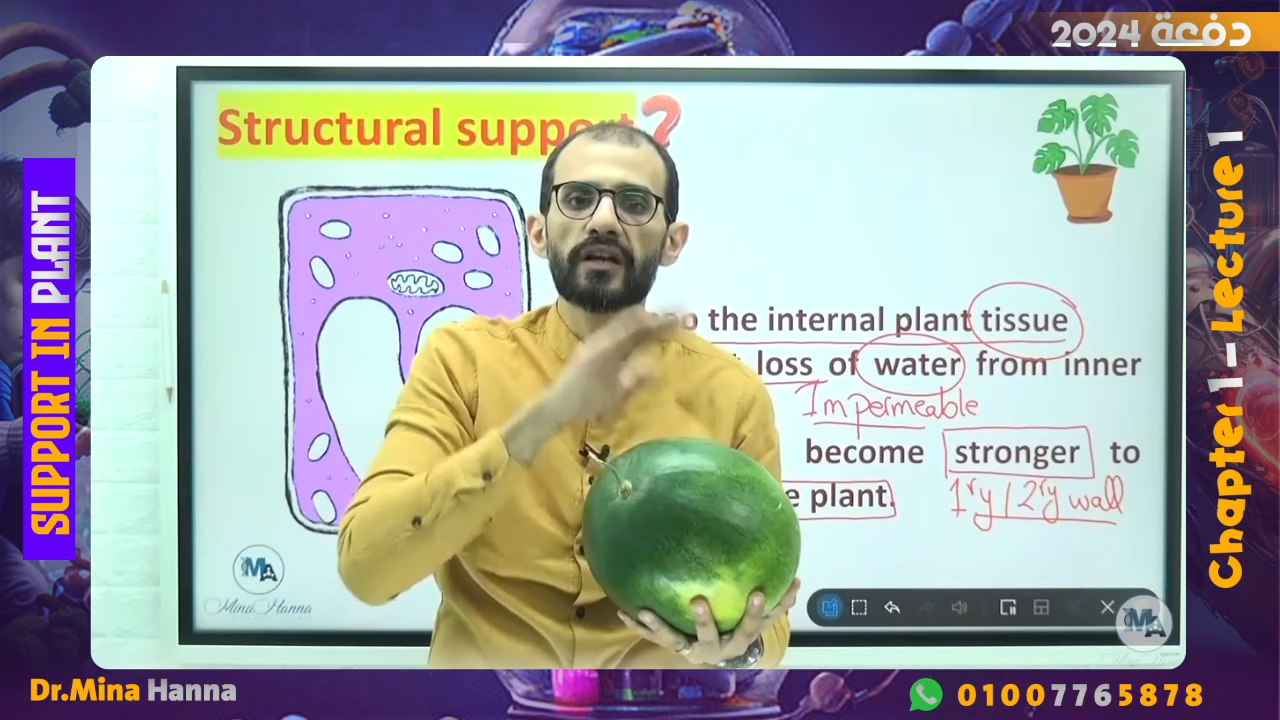 دفعة 2024
Structural support?
the internal plant tissue
loss of water from inner
Impermeable
become stronger to
plant.
1ry / 2ry wall
SUPPORT IN PLANT
Chapter 1 - Lecture 1
MA
Mina Hanna
MA
Dr.Mina Hanna
01007765878